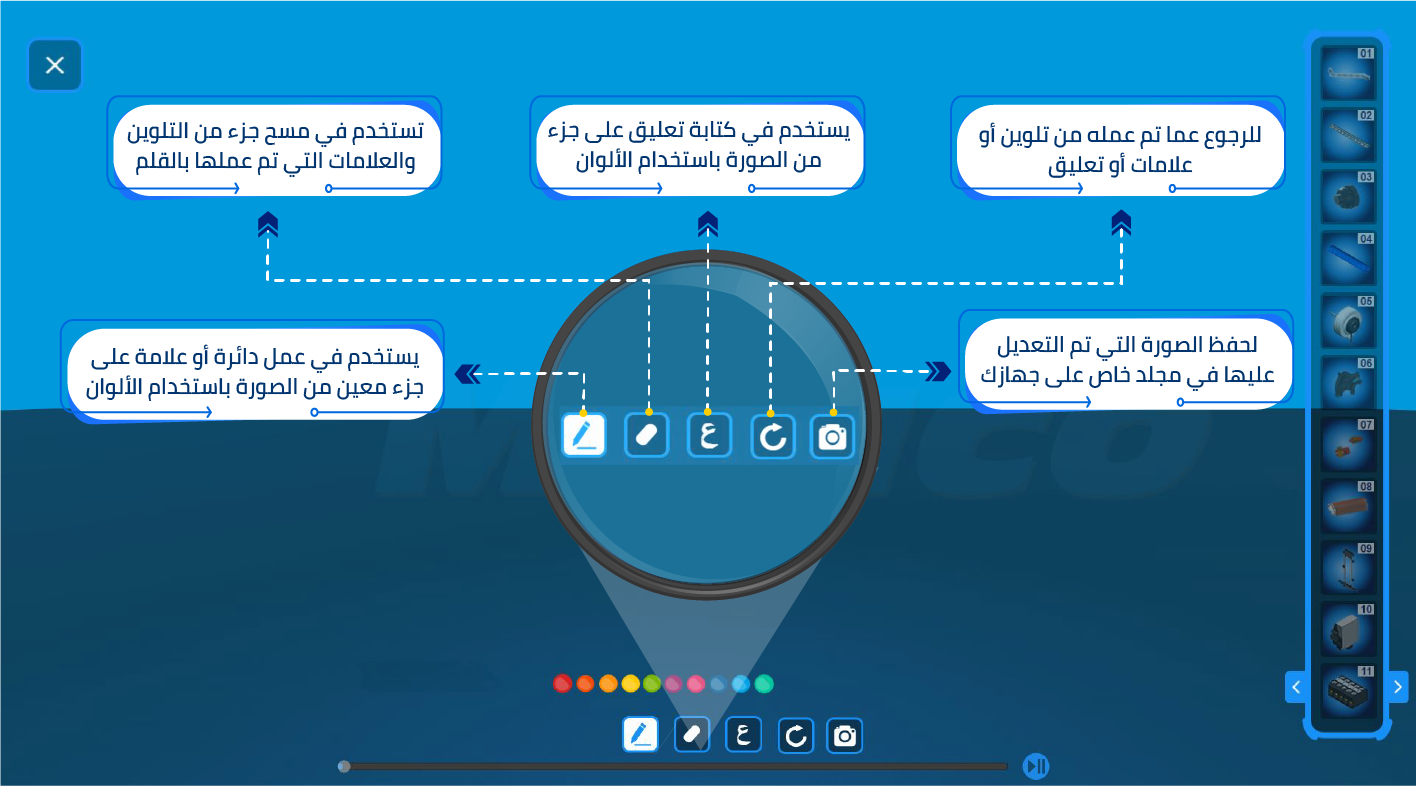 للرجوع عما تم عمله من تلوين أو
علامات أو تعليق
يستخدم في كتابة تعليق على جزء
من الصورة باستخدام الألوان
تستخدم في مسح جزء من التلوين
والعلامات التي تم عملها بالقلم
لحفظ الصورة التي تم التعديل
عليها في مجلد خاص على جهازك
يستخدم في عمل دائرة أو علامة على
جزء معين من الصورة باستخدام الألوان
ع
ع
01
02
03
04
05
06
07
08
09
10
11